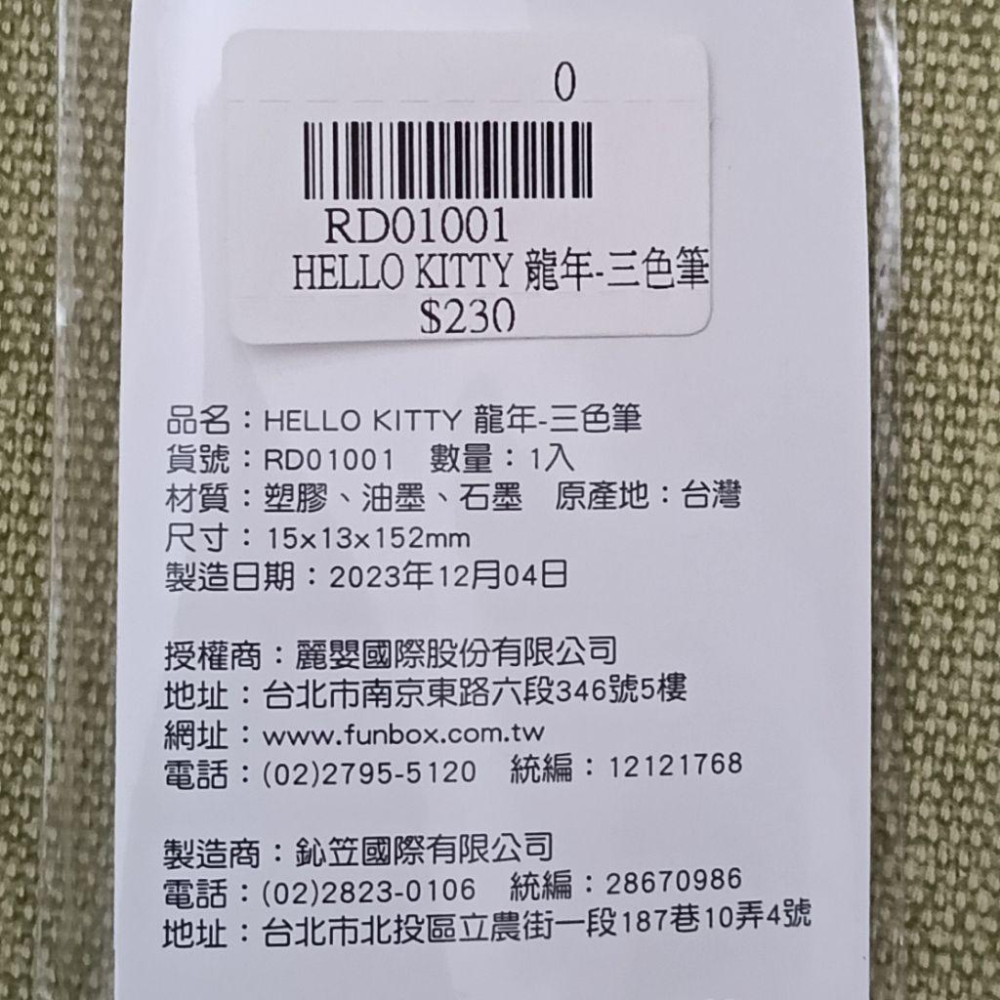 0
RD01001
HELLO KITTY 龍年-三色筆
$230
品名：HELLO KITTY 龍年-三色筆
貨號：RD01001　數量：1入
材質：塑膠、油墨、石墨　原產地：台灣
尺寸：15x13x152mm
製造日期：2023年12月04日
授權商：麗嬰國際股份有限公司
地址：台北市南京東路六段346號5樓
網址：www.funbox.com.tw
電話：(02)2795-5120　統編：12121768
製造商：鈊笠國際有限公司
電話：(02)2823-0106　統編：28670986
地址：台北市北投區立農街一段187巷10弄4號